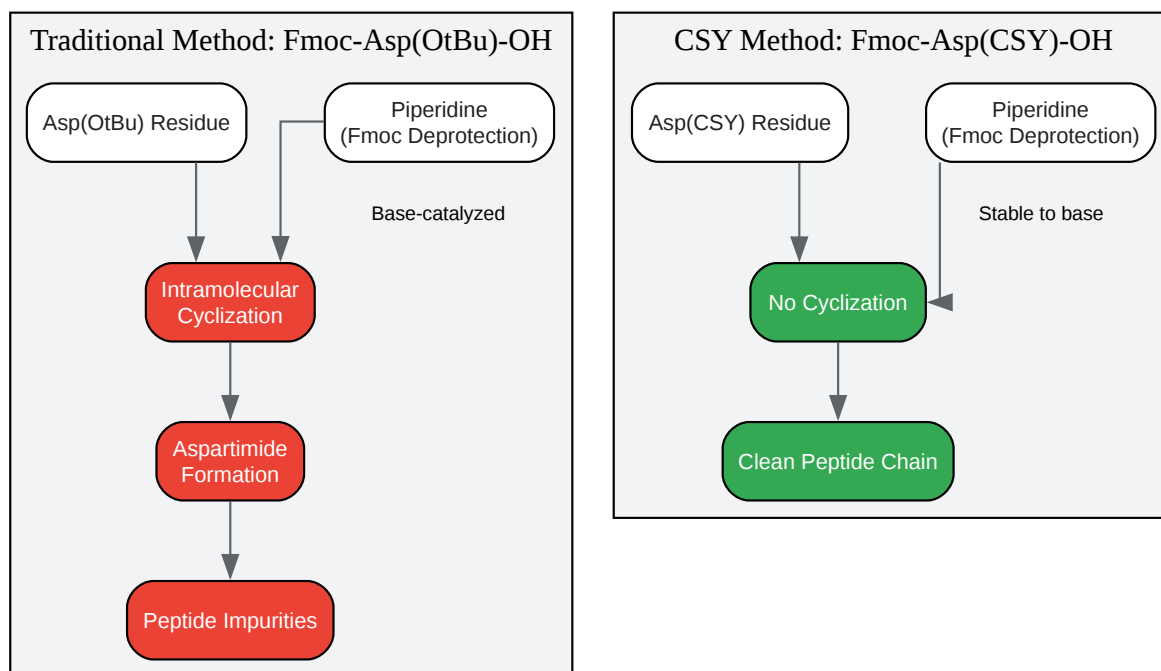 Traditional Method: Fmoc-Asp(OtBu)-OH
Asp(OtBu) Residue
Piperidine
(Fmoc Deprotection)
Base-catalyzed
Intramolecular
Cyclization
Aspartimide
Formation
Peptide Impurities
CSY Method: Fmoc-Asp(CSY)-OH
Asp(CSY) Residue
Piperidine
(Fmoc Deprotection)
Stable to base
No Cyclization
Clean Peptide Chain